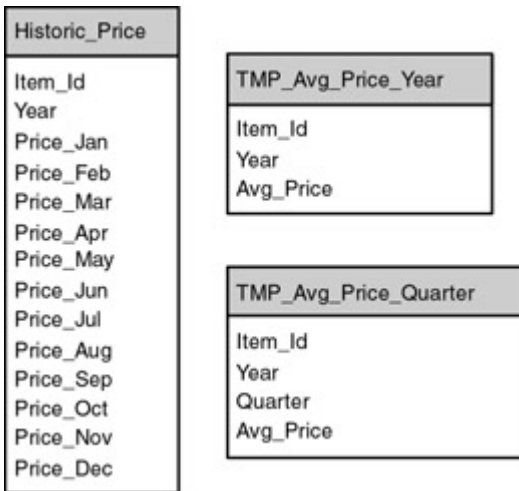 Historic_Price
Item_Id
Year
Price_Jan
Price_Feb
Price_Mar
Price_Apr
Price_May
Price_Jun
Price_Jul
Price_Aug
Price_Sep
Price_Oct
Price_Nov
Price_Dec
TMP_Avg_Price_Year
Item_Id
Year
Avg_Price
TMP_Avg_Price_Quarter
Item_Id
Year
Quarter
Avg_Price